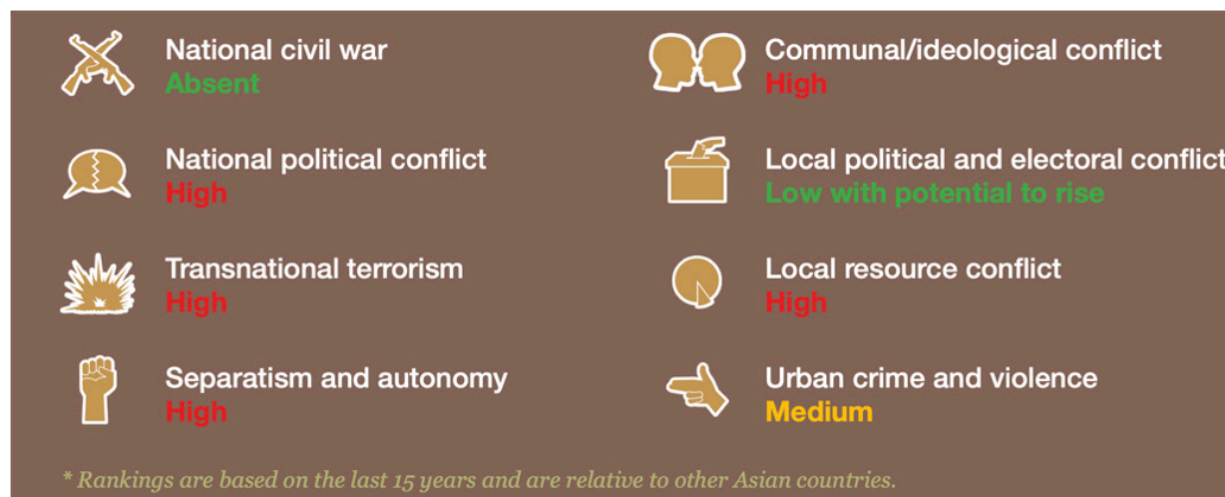 National civil war
Absent
National political conflict
High
Transnational terrorism
High
Separatism and autonomy
High
Communal/ideological conflict
High
Local political and electoral conflict
Low with potential to rise
Local resource conflict
High
Urban crime and violence
Medium
* Rankings are based on the last 15 years and are relative to other Asian countries.